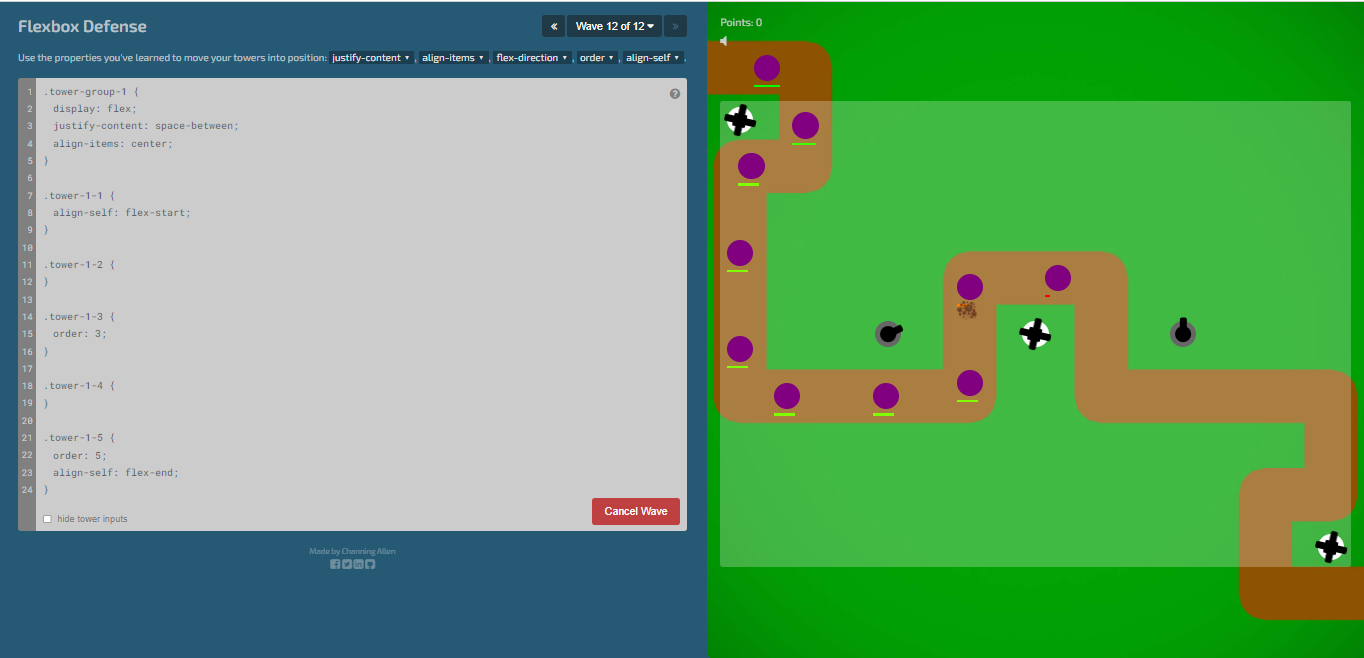 Flexbox Defense
« Wave 12 of 12 »
Use the properties you've learned to move your towers into position: justify-content , align-items , flex-direction , order , align-self .
1 .tower-group-1 {
2 display: flex;
3 justify-content: space-between;
4 align-items: center;
5 }
6
7 .tower-1-1 {
8 align-self: flex-start;
9 }
10
11 .tower-1-2 {
12 }
13
14 .tower-1-3 {
15 order: 3;
16 }
17
18 .tower-1-4 {
19 }
20
21 .tower-1-5 {
22 order: 5;
23 align-self: flex-end;
24 }
hide tower inputs
Cancel Wave
Made by Channing Allen
Points: 0